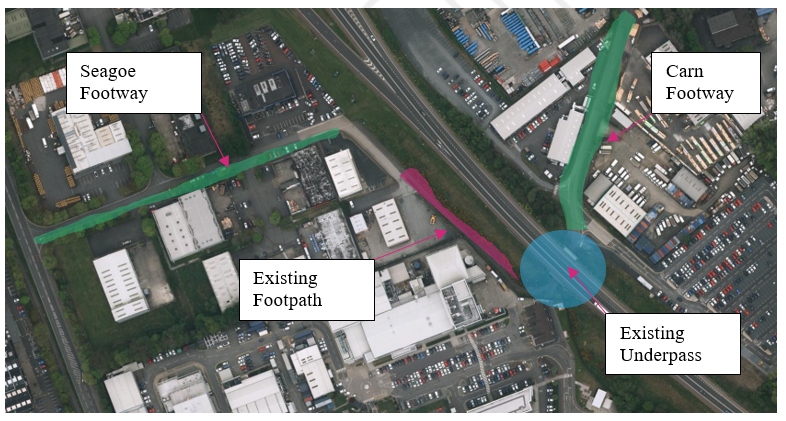 Seagoe
Footway
Carn
Footway
Existing
Footpath
Existing
Underpass